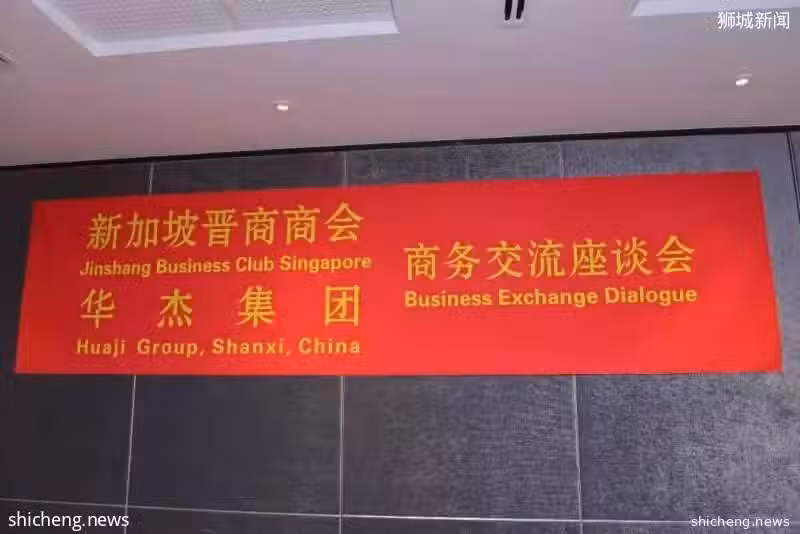 狮城新闻
新加坡晋商商会
Jinshang Business Club Singapore
华杰集团
Huaji Group, Shanxi, China
商务交流座谈会
Business Exchange Dialogue
shicheng.news
shicheng.news